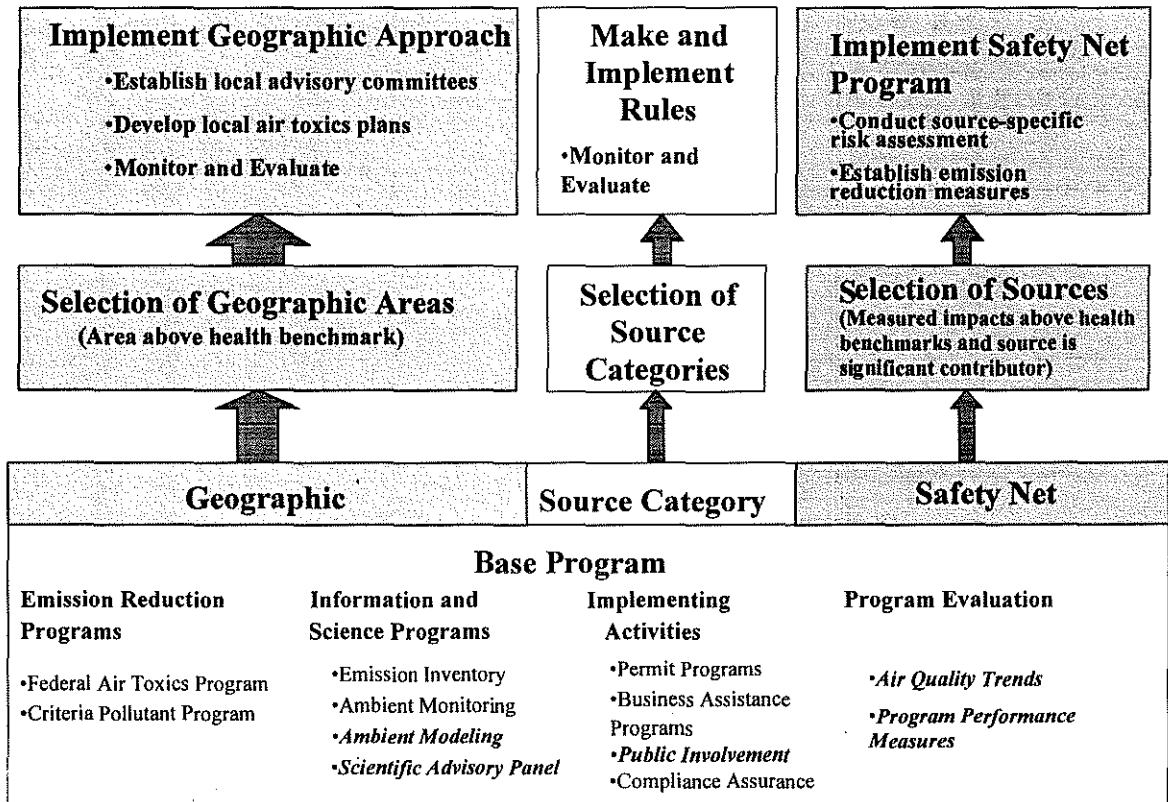 Implement Geographic Approach
•Establish local advisory committees
•Develop local air toxics plans
•Monitor and Evaluate
Make and
Implement
Rules
•Monitor and
Evaluate
Implement Safety Net
Program
•Conduct source-specific
risk assessment
•Establish emission
reduction measures
Selection of Geographic Areas
(Area above health benchmark)
Selection of
Source
Categories
Selection of Sources
(Measured impacts above health
benchmarks and source is
significant contributor)
Geographic
Source Category
Safety Net
Base Program
Emission Reduction
Programs
•Federal Air Toxics Program
•Criteria Pollutant Program
Information and
Science Programs
•Emission Inventory
•Ambient Monitoring
•Ambient Modeling
•Scientific Advisory Panel
Implementing
Activities
•Permit Programs
•Business Assistance
Programs
•Public Involvement
•Compliance Assurance
Program Evaluation
•Air Quality Trends
•Program Performance
Measures